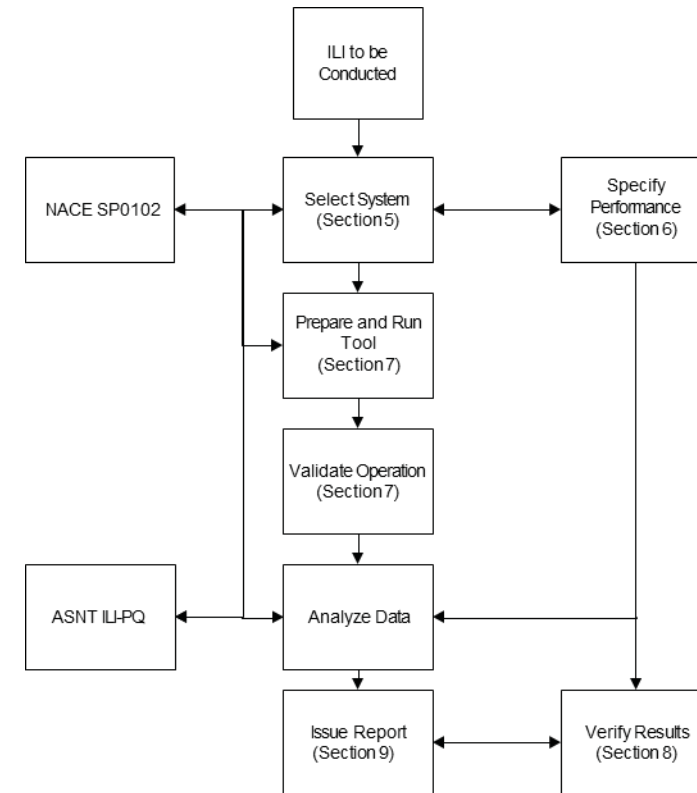 ILI to be
Conducted
NACE SP0102
Select System
(Section 5)
Specify
Performance
(Section 6)
Prepare and Run
Tool
(Section 7)
Validate Operation
(Section 7)
ASNT ILI-PQ
Analyze Data
Issue Report
(Section 9)
Verify Results
(Section 8)